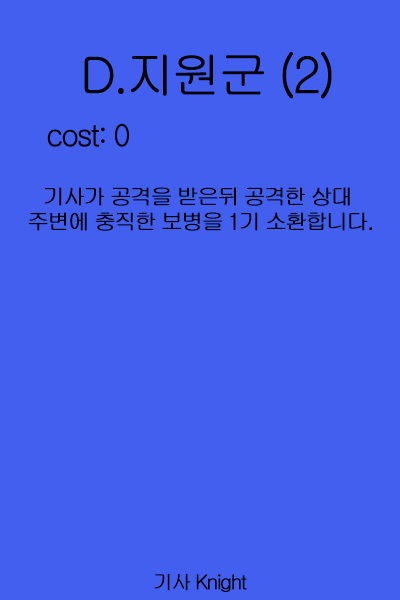 D.지원군 (2)
cost: 0
기사가 공격을 받은뒤 공격한 상대
주변에 충직한 보병을 1기 소환합니다.
기사 Knight